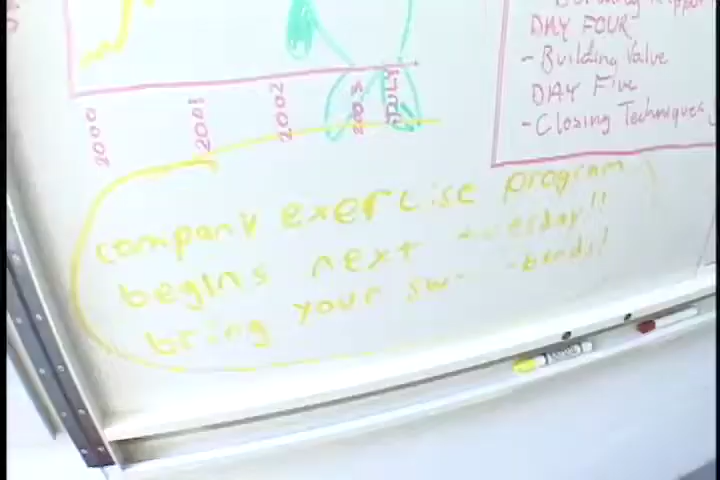 2000
2001
2002
2003
JULY
DAY FOUR
- Building Value
DAY FivE
- Closing Techniques
company exercise program
begins next
bring your